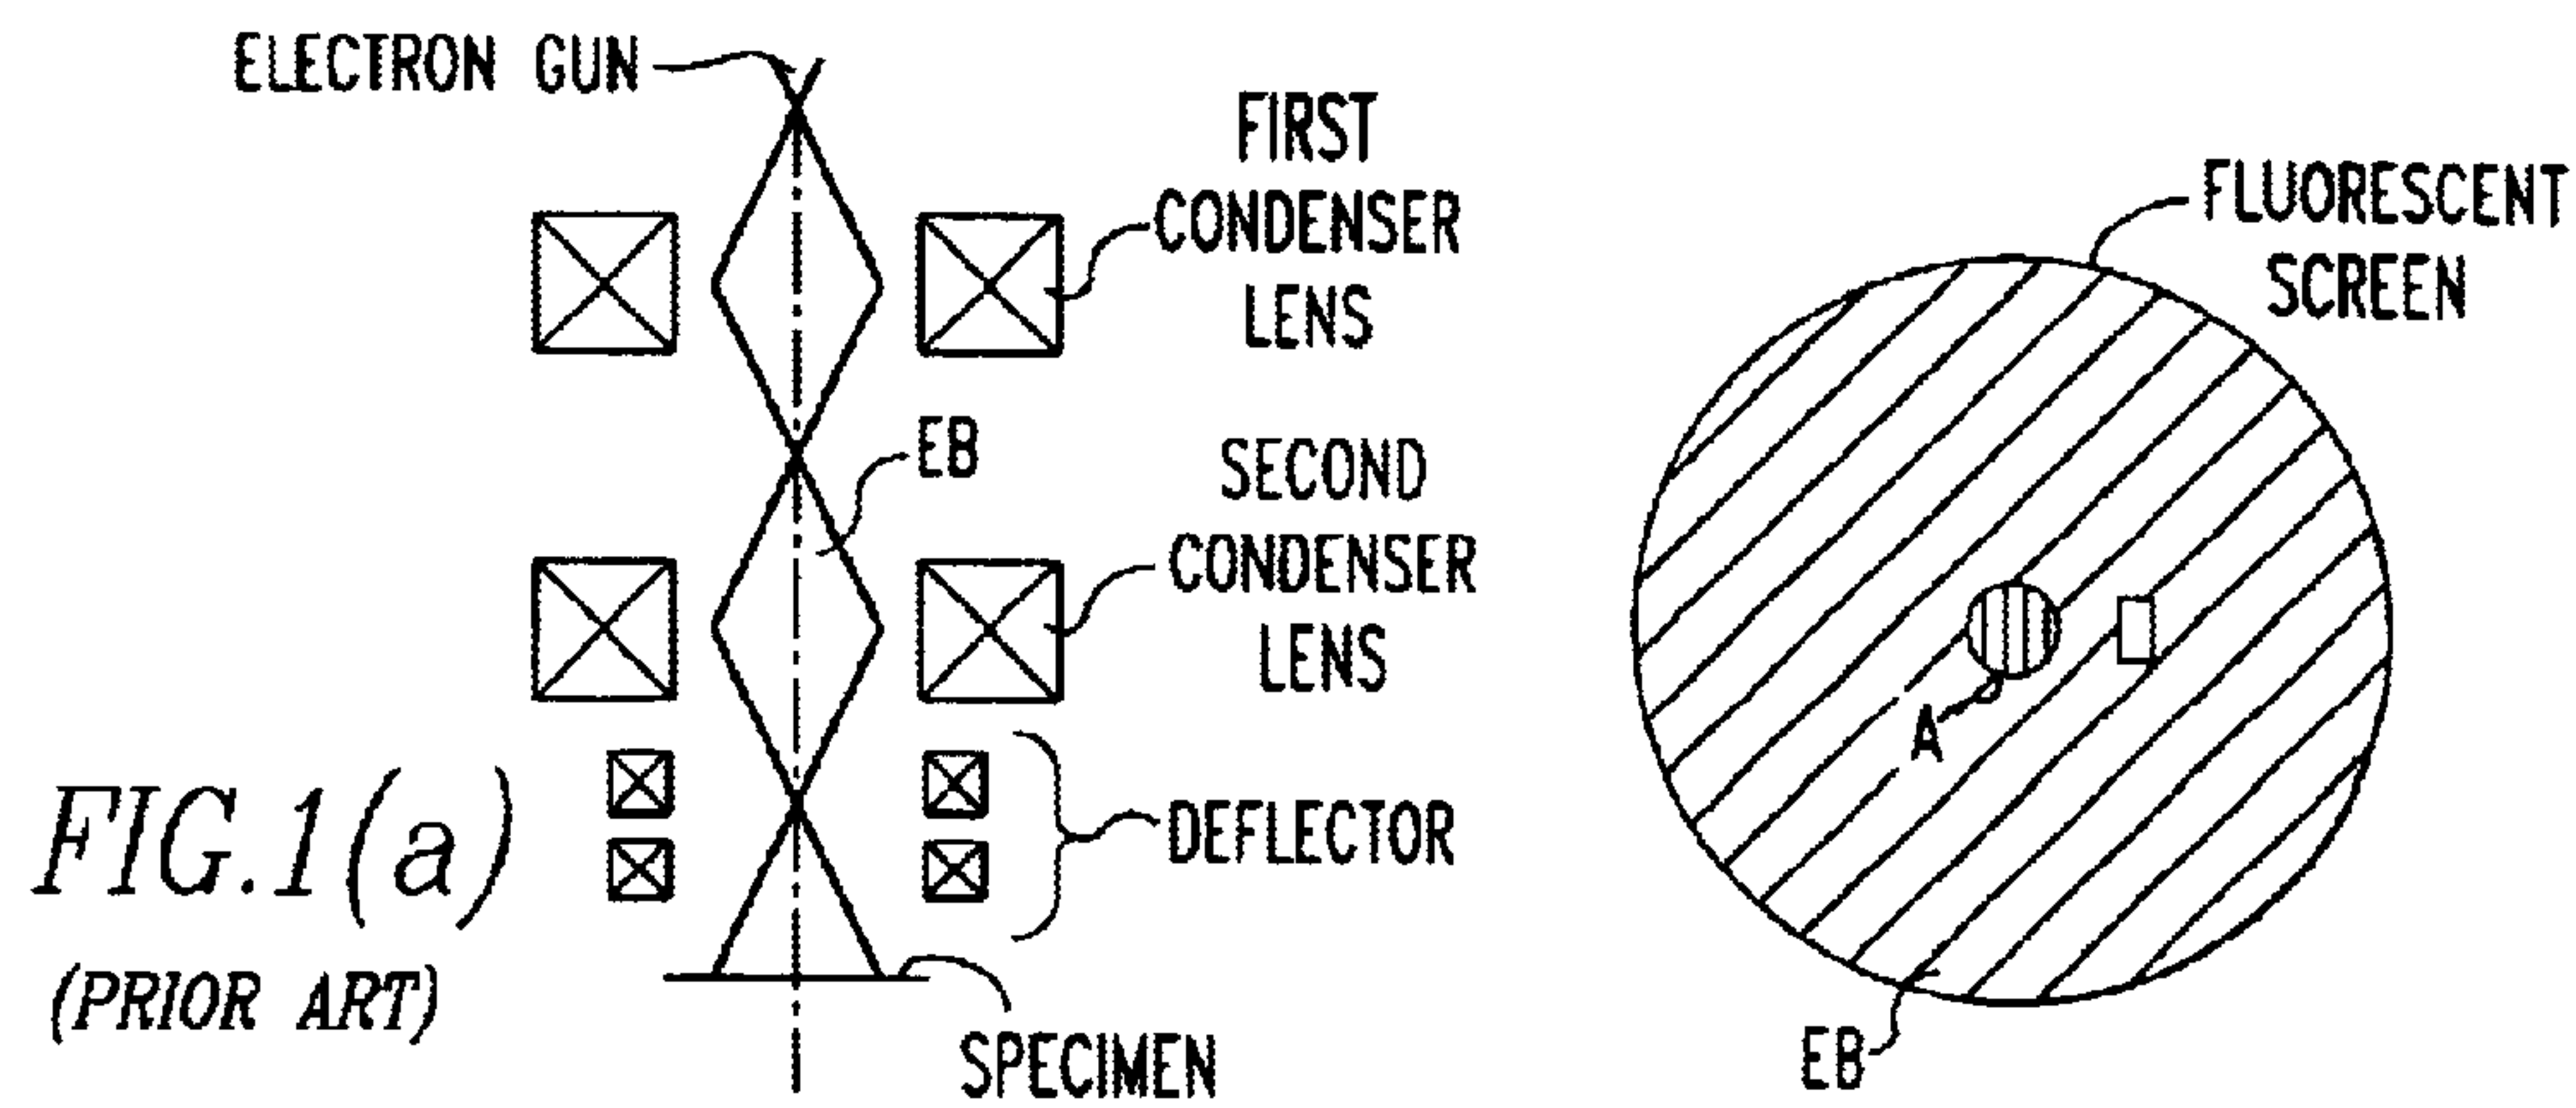 ELECTRON GUN
FIRST
CONDENSER
LENS
EB
SECOND
CONDENSER
LENS
DEFLECTOR
SPECIMEN
FIG.1(a)
(PRIOR ART)
FLUORESCENT
SCREEN
A
EB